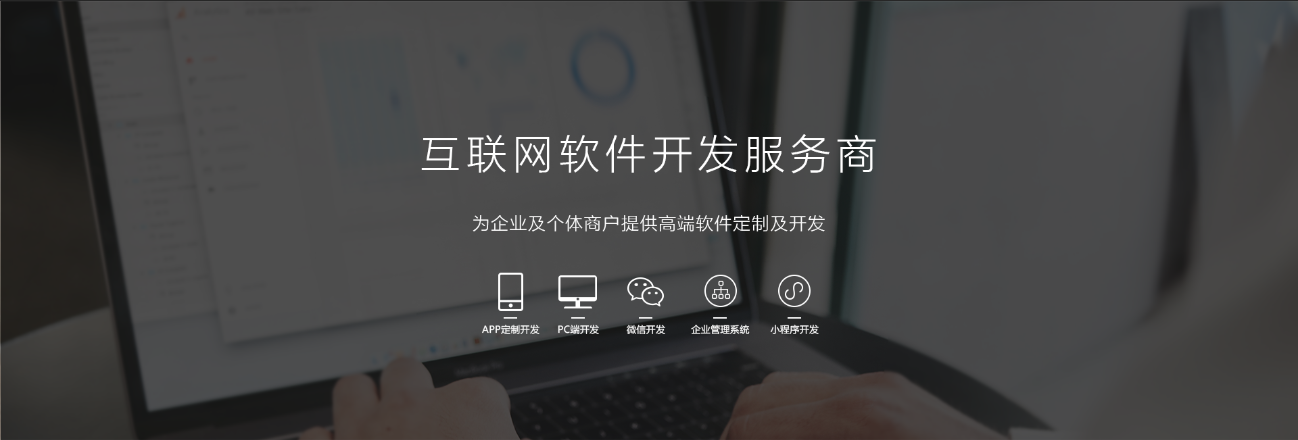 互联网软件开发服务商
为企业及个体商户提供高端软件定制及开发
APP定制开发 PC端开发 微信开发 企业管理系统 小程序开发